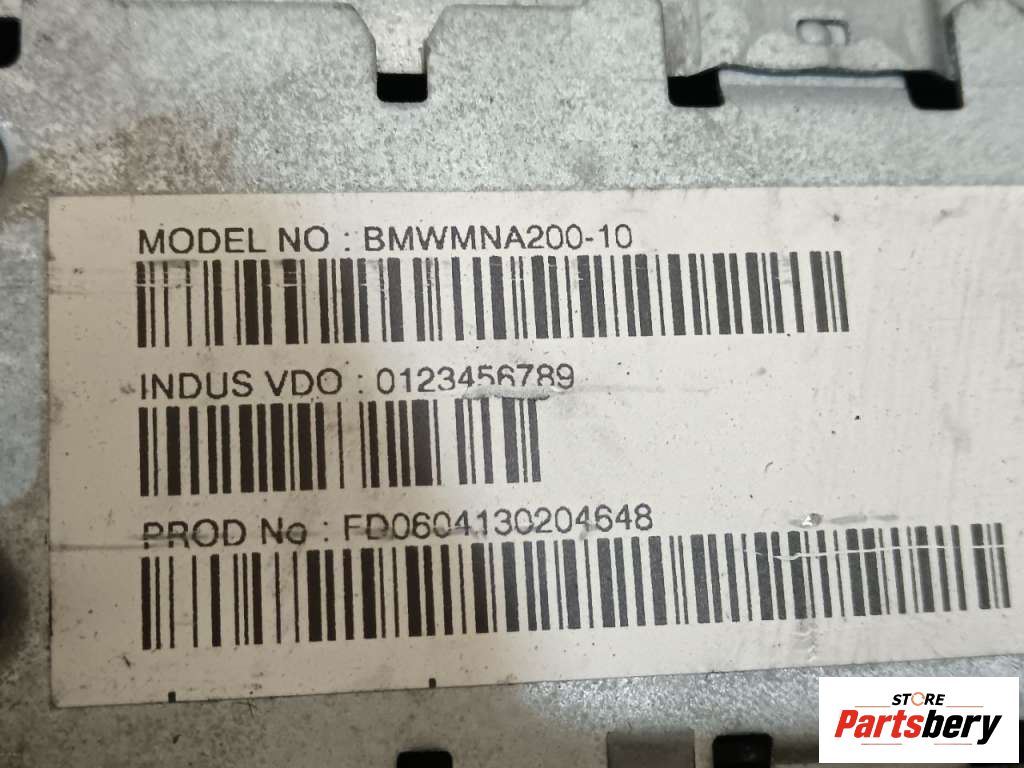 MODEL NO : BMWMNA200-10
INDUS VDO : 0123456789
PROD No : FD0604130204648
STORE
Partsbery